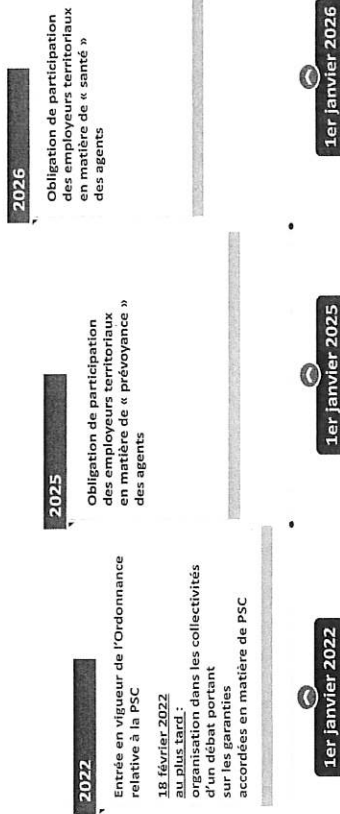 2022
Entrée en vigueur de l'Ordonnance
relative à la PSC
18 février 2022
au plus tard :
organisation dans les collectivités
d'un débat portant
sur les garanties
accordées en matière de PSC
1er janvier 2022
2025
Obligation de participation
des employeurs territoriaux
en matière de « prévoyance »
des agents
1er janvier 2025
2026
Obligation de participation
des employeurs territoriaux
en matière de « santé »
des agents
1er janvier 2026